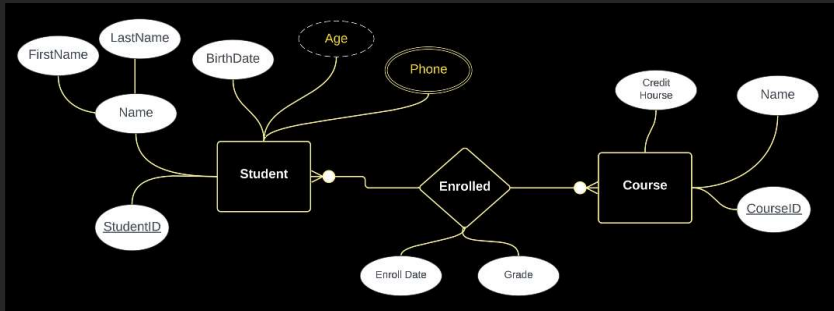 LastName
FirstName
Age
BirthDate
Phone
Credit
Hourse
Name
Name
Student
Enrolled
Course
StudentID
CourseID
Enroll Date
Grade